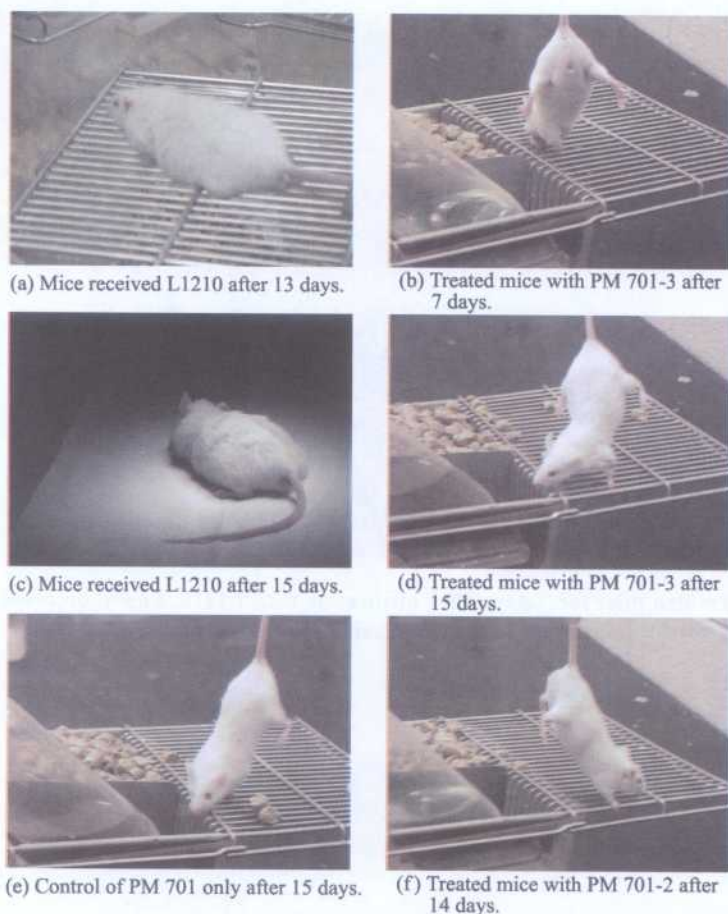 (a) Mice received L1210 after 13 days.
(b) Treated mice with PM 701-3 after
7 days.
(c) Mice received L1210 after 15 days.
(d) Treated mice with PM 701-3 after
15 days.
(e) Control of PM 701 only after 15 days.
(f) Treated mice with PM 701-2 after
14 days.